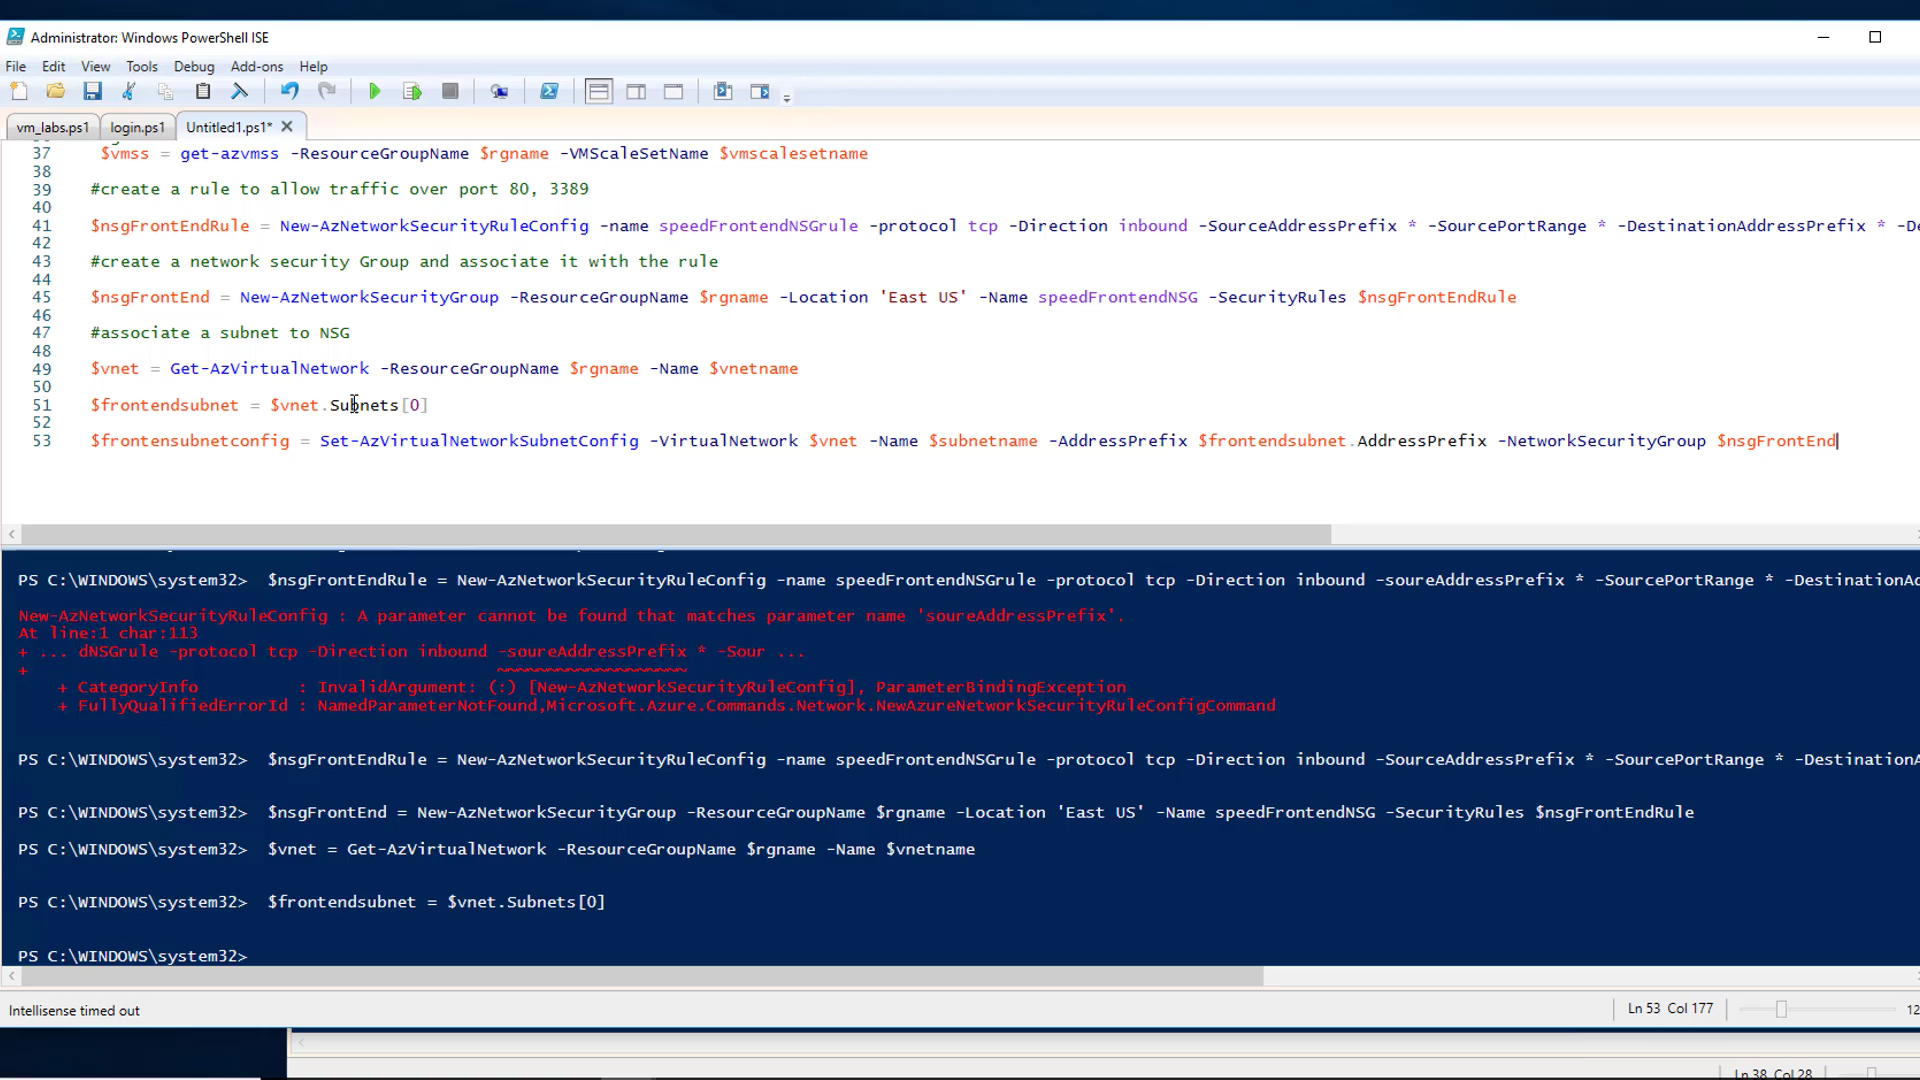 Administrator: Windows PowerShell ISE
File Edit View Tools Debug Add-ons Help
vm_labs.ps1 login.ps1 Untitled1.ps1*
37 $vmss = get-azvmss -ResourceGroupName $rgname -VMScaleSetName $vmscalesetname
38
39 #create a rule to allow traffic over port 80, 3389
40
41 $nsgFrontEndRule = New-AzNetworkSecurityRuleConfig -name speedFrontendNSGrule -protocol tcp -Direction inbound -SourceAddressPrefix * -SourcePortRange * -DestinationAddressPrefix * -De
42
43 #create a network security Group and associate it with the rule
44
45 $nsgFrontEnd = New-AzNetworkSecurityGroup -ResourceGroupName $rgname -Location 'East US' -Name speedFrontendNSG -SecurityRules $nsgFrontEndRule
46
47 #associate a subnet to NSG
48
49 $vnet = Get-AzVirtualNetwork -ResourceGroupName $rgname -Name $vnetname
50
51 $frontendsubnet = $vnet.Subnets[0]
52
53 $frontensubnetconfig = Set-AzVirtualNetworkSubnetConfig -VirtualNetwork $vnet -Name $subnetname -AddressPrefix $frontendsubnet.AddressPrefix -NetworkSecurityGroup $nsgFrontEnd
PS C:\WINDOWS\system32> $nsgFrontEndRule = New-AzNetworkSecurityRuleConfig -name speedFrontendNSGrule -protocol tcp -Direction inbound -soureAddressPrefix * -SourcePortRange * -DestinationAd
New-AzNetworkSecurityRuleConfig : A parameter cannot be found that matches parameter name 'soureAddressPrefix'.
At line:1 char:113
+ ... dNSGrule -protocol tcp -Direction inbound -soureAddressPrefix * -Sour ...
+ ~~~~~~~~~~~~~~~~~~~
+ CategoryInfo : InvalidArgument: (:) [New-AzNetworkSecurityRuleConfig], ParameterBindingException
+ FullyQualifiedErrorId : NamedParameterNotFound,Microsoft.Azure.Commands.Network.NewAzureNetworkSecurityRuleConfigCommand
PS C:\WINDOWS\system32> $nsgFrontEndRule = New-AzNetworkSecurityRuleConfig -name speedFrontendNSGrule -protocol tcp -Direction inbound -SourceAddressPrefix * -SourcePortRange * -DestinationA
PS C:\WINDOWS\system32> $nsgFrontEnd = New-AzNetworkSecurityGroup -ResourceGroupName $rgname -Location 'East US' -Name speedFrontendNSG -SecurityRules $nsgFrontEndRule
PS C:\WINDOWS\system32> $vnet = Get-AzVirtualNetwork -ResourceGroupName $rgname -Name $vnetname
PS C:\WINDOWS\system32> $frontendsubnet = $vnet.Subnets[0]
PS C:\WINDOWS\system32>
Intellisense timed out Ln 53 Col 177 12
Ln 38 Col 28